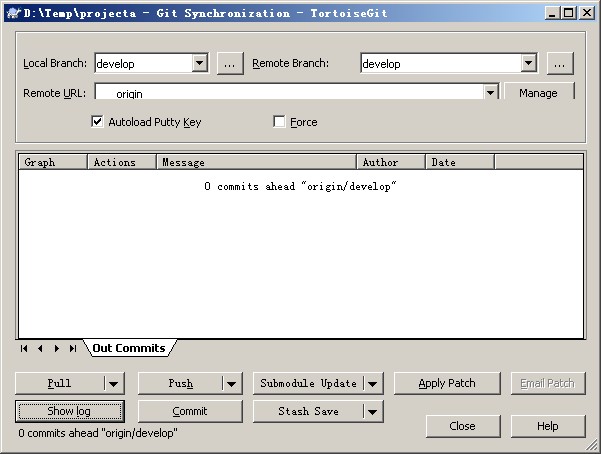 D:\Temp\projecta - Git Synchronization - TortoiseGit
Local Branch: develop ... Remote Branch: develop ...
Remote URL: origin Manage
Autoload Putty Key Force
Graph Actions Message Author Date
0 commits ahead "origin/develop"
Out Commits
Pull Push Submodule Update Apply Patch Email Patch
Show log Commit Stash Save
0 commits ahead "origin/develop" Close Help